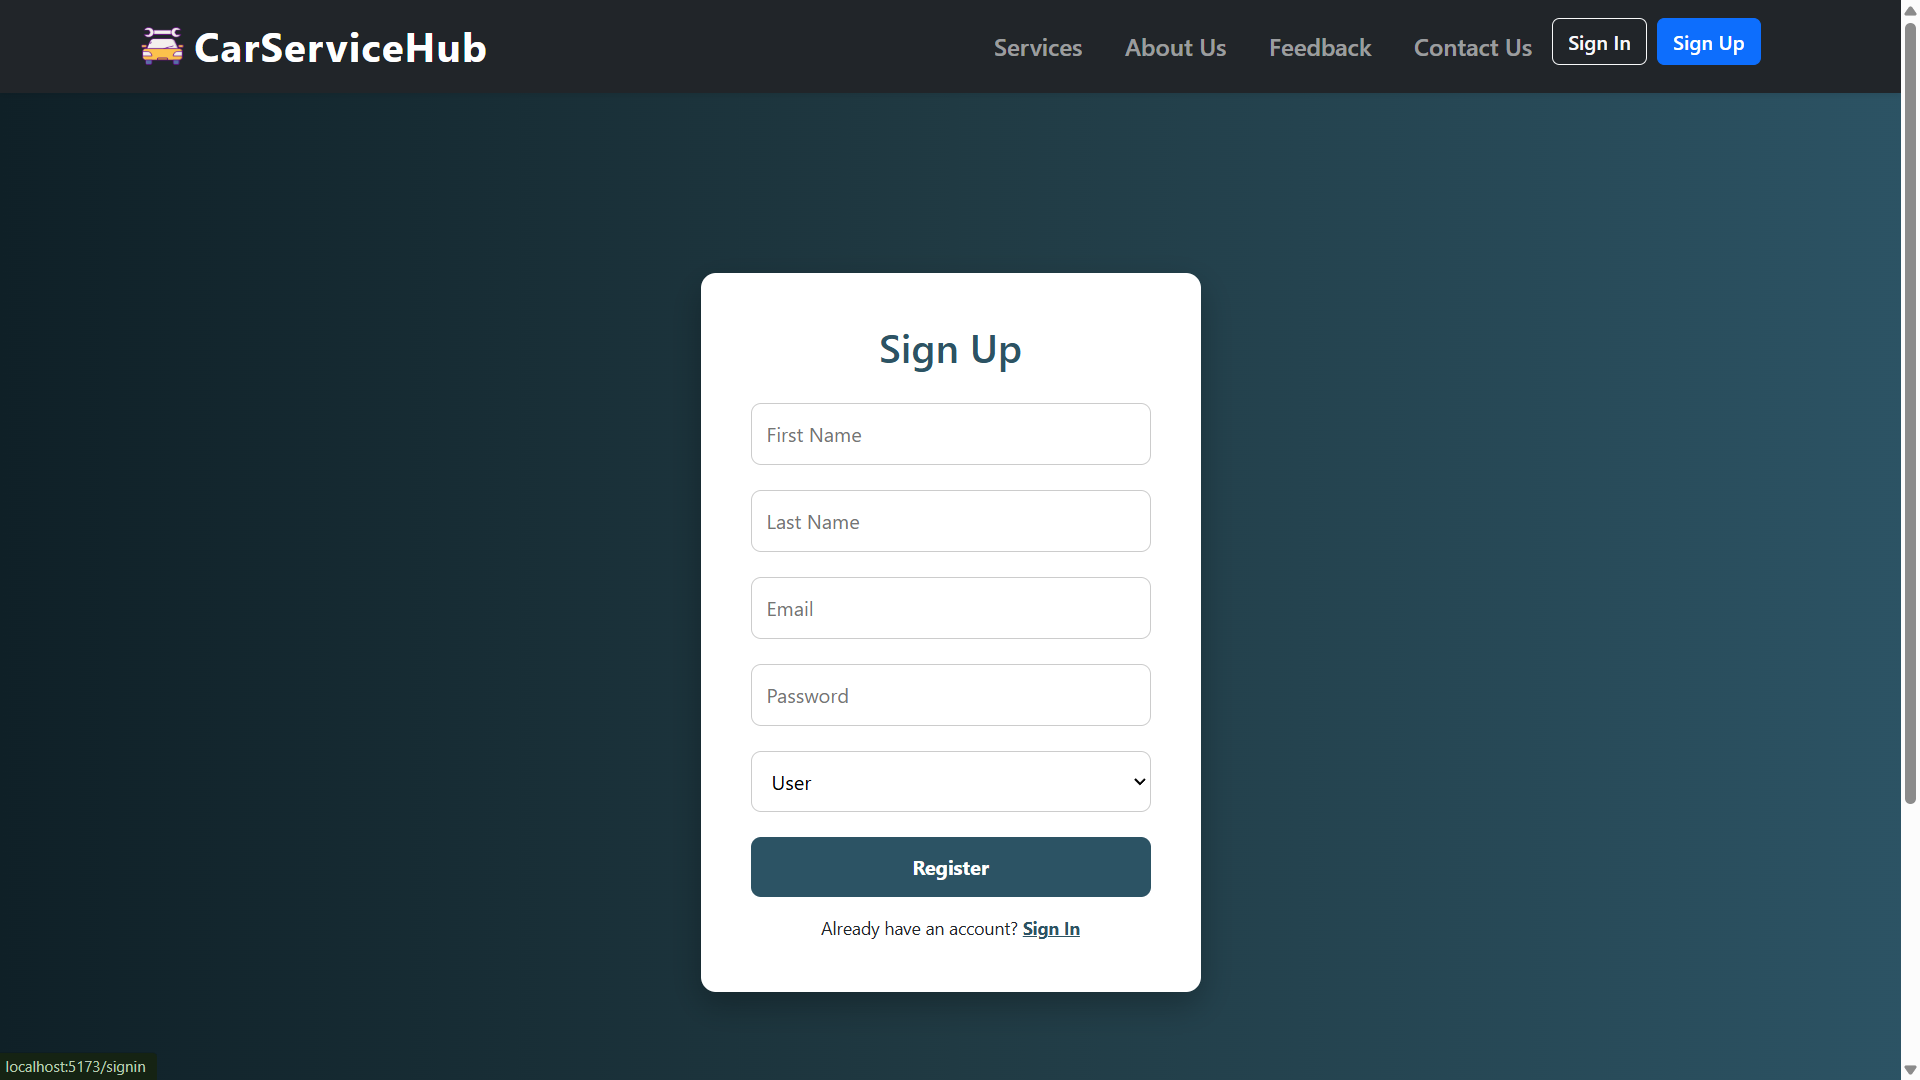 CarServiceHub Services About Us Feedback Contact Us Sign In Sign Up
Sign Up
First Name
Last Name
Email
Password
User
Register
Already have an account? Sign In
localhost:5173/signin